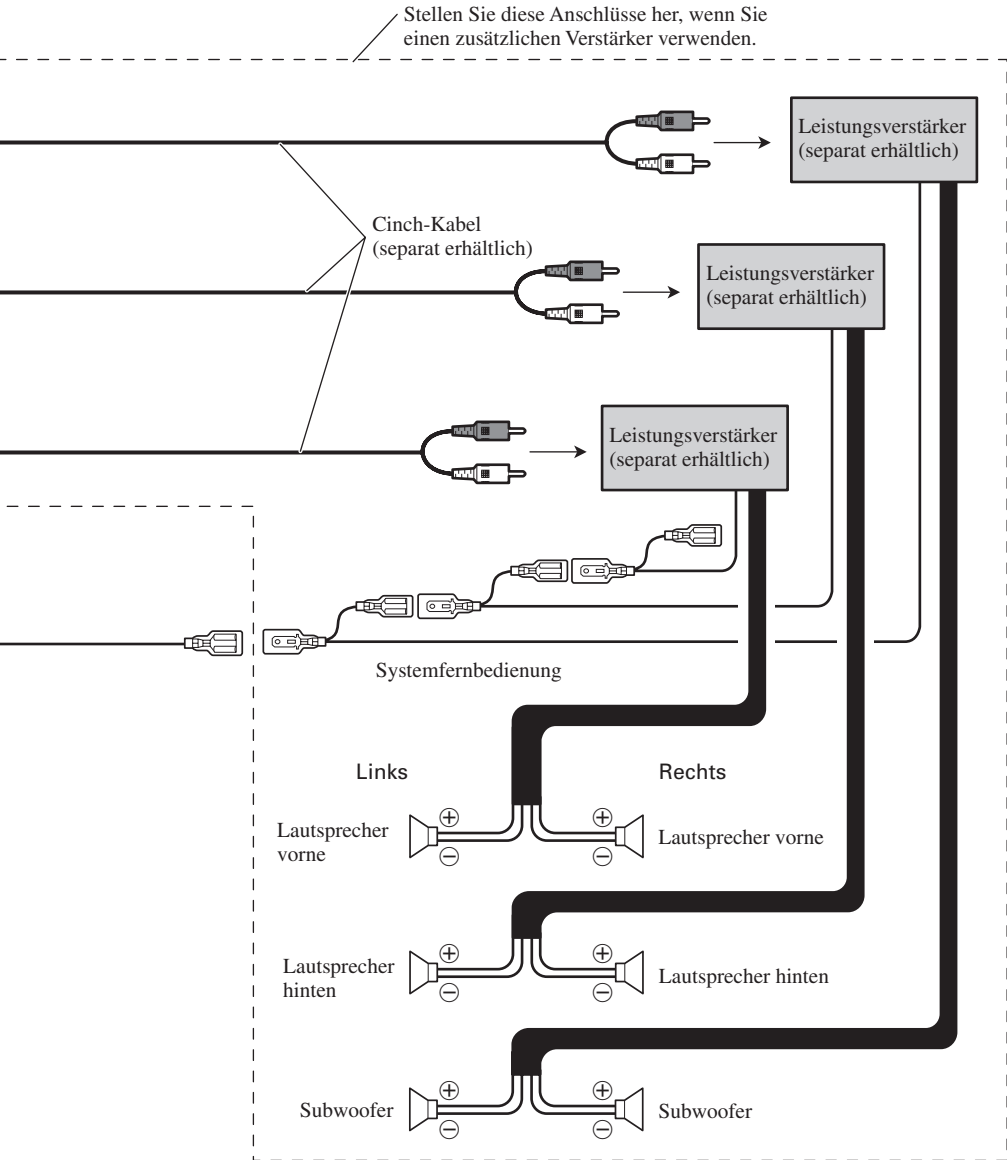 Stellen Sie diese Anschlüsse her, wenn Sie
einen zusätzlichen Verstärker verwenden.
Leistungsverstärker
(separat erhältlich)
Cinch-Kabel
(separat erhältlich)
Leistungsverstärker
(separat erhältlich)
Leistungsverstärker
(separat erhältlich)
Systemfernbedienung
Links
Rechts
Lautsprecher
vorne
+
−
+
−
Lautsprecher vorne
Lautsprecher
hinten
+
−
+
−
Lautsprecher hinten
Subwoofer
+
−
+
−
Subwoofer